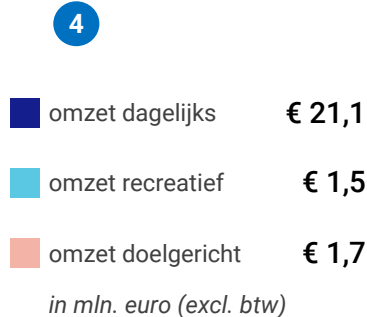 4
omzet dagelijks € 21,1
omzet recreatief € 1,5
omzet doelgericht € 1,7
in mln. euro (excl. btw)